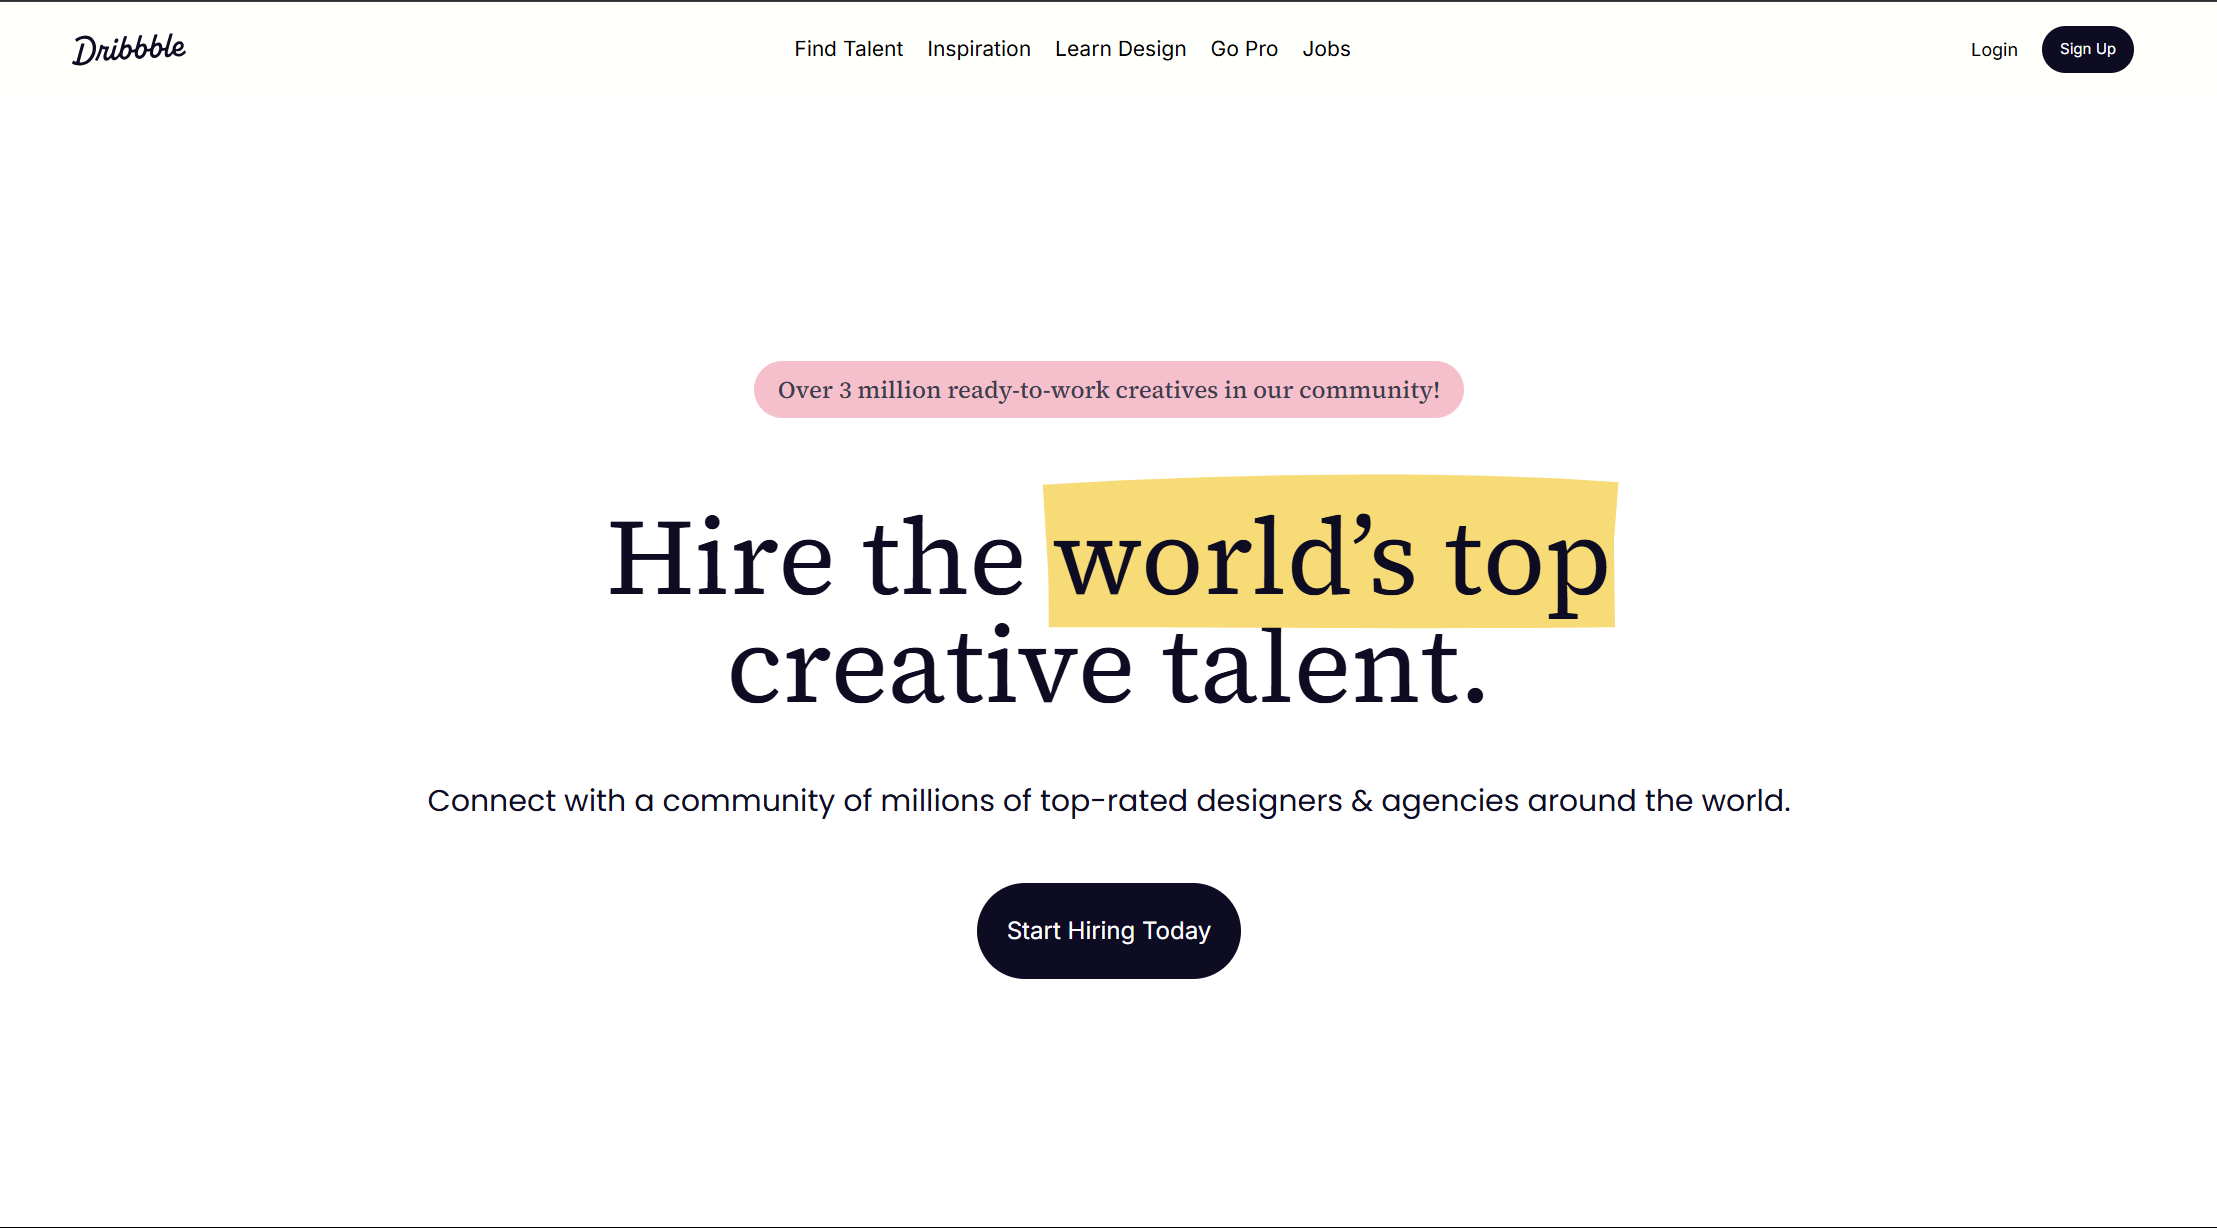 Dribbble
Find Talent Inspiration Learn Design Go Pro Jobs
Login Sign Up
Over 3 million ready-to-work creatives in our community!
Hire the world’s top
creative talent.
Connect with a community of millions of top-rated designers & agencies around the world.
Start Hiring Today